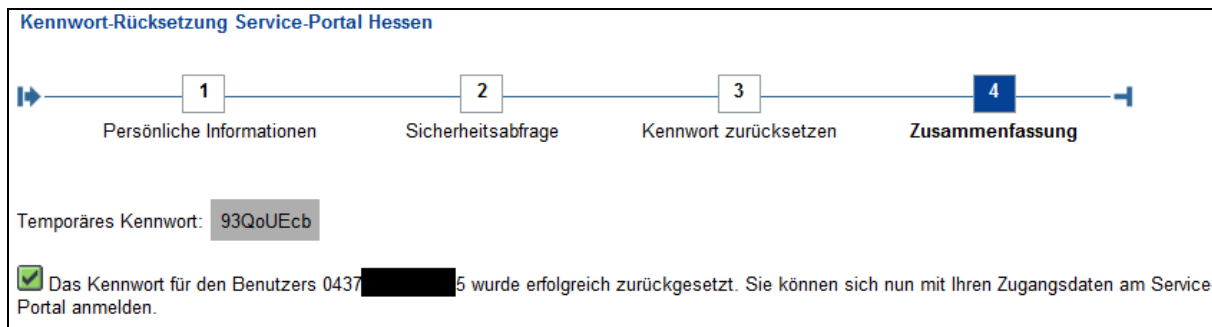 Kennwort-Rücksetzung Service-Portal Hessen
1 2 3 4
Persönliche Informationen Sicherheitsabfrage Kennwort zurücksetzen Zusammenfassung
Temporäres Kennwort: 93QoUEcb
Das Kennwort für den Benutzers 0437 5 wurde erfolgreich zurückgesetzt. Sie können sich nun mit Ihren Zugangsdaten am Service-
Portal anmelden.